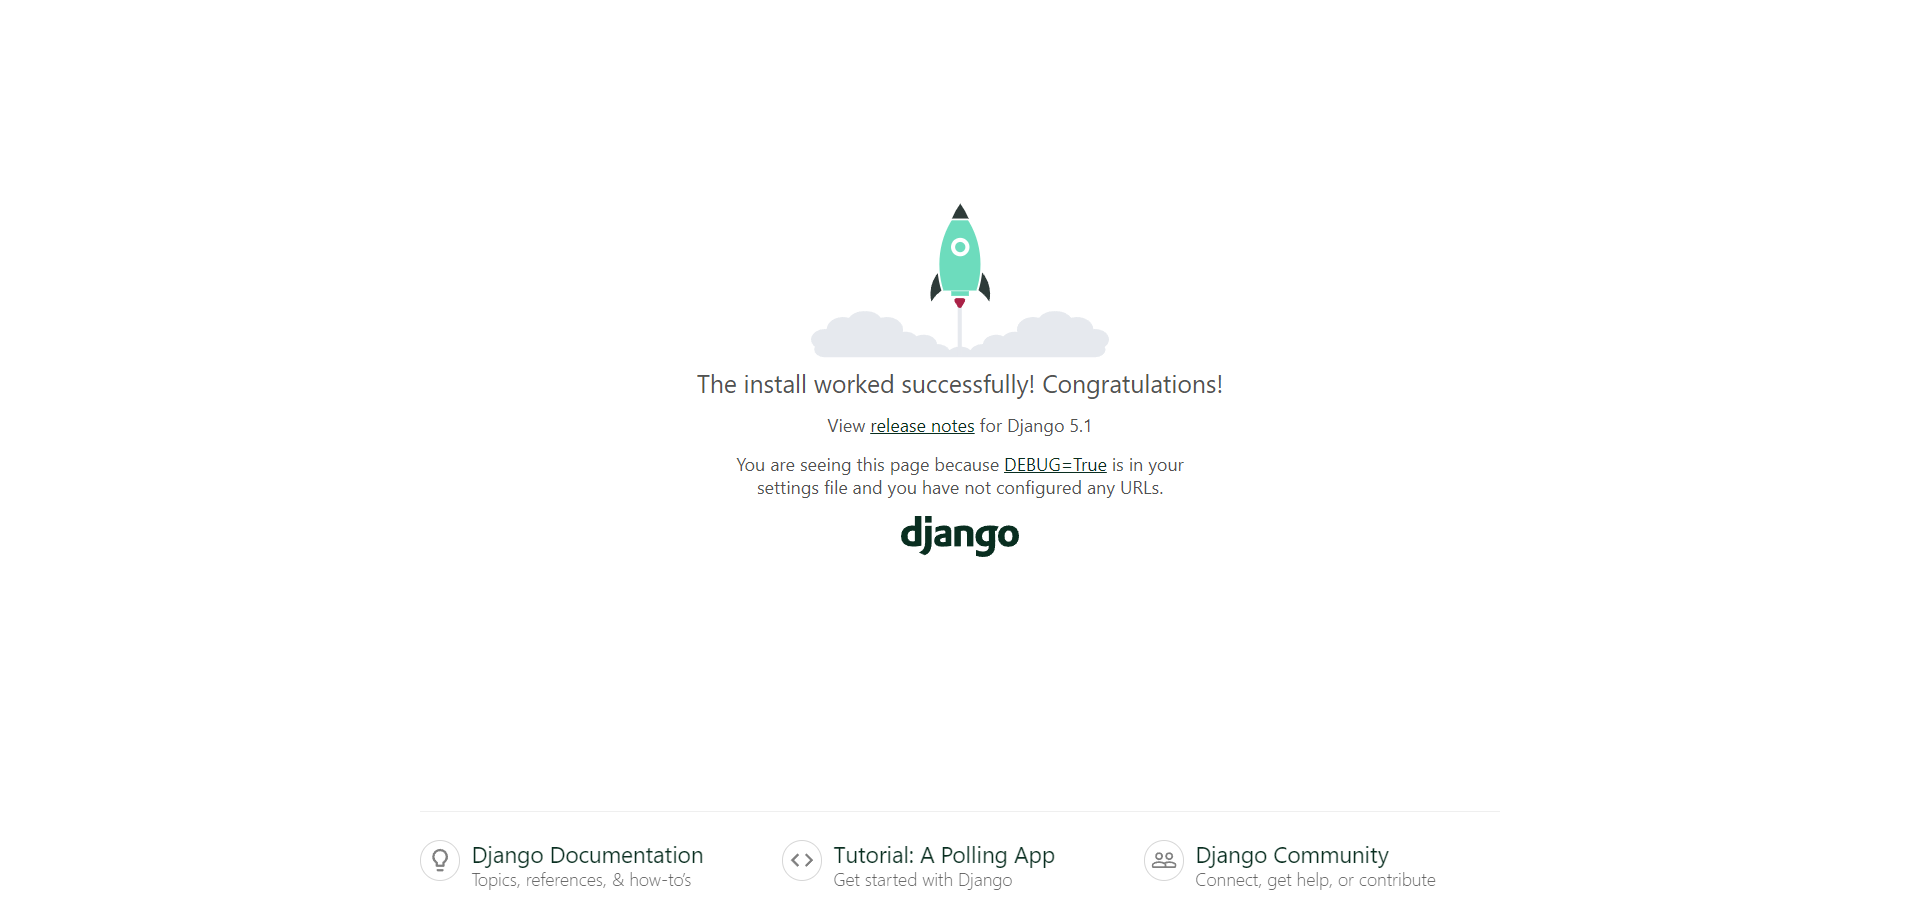 The install worked successfully! Congratulations!
View release notes for Django 5.1
You are seeing this page because DEBUG=True is in your
settings file and you have not configured any URLs.
django
Django Documentation
Topics, references, & how-to’s
Tutorial: A Polling App
Get started with Django
Django Community
Connect, get help, or contribute